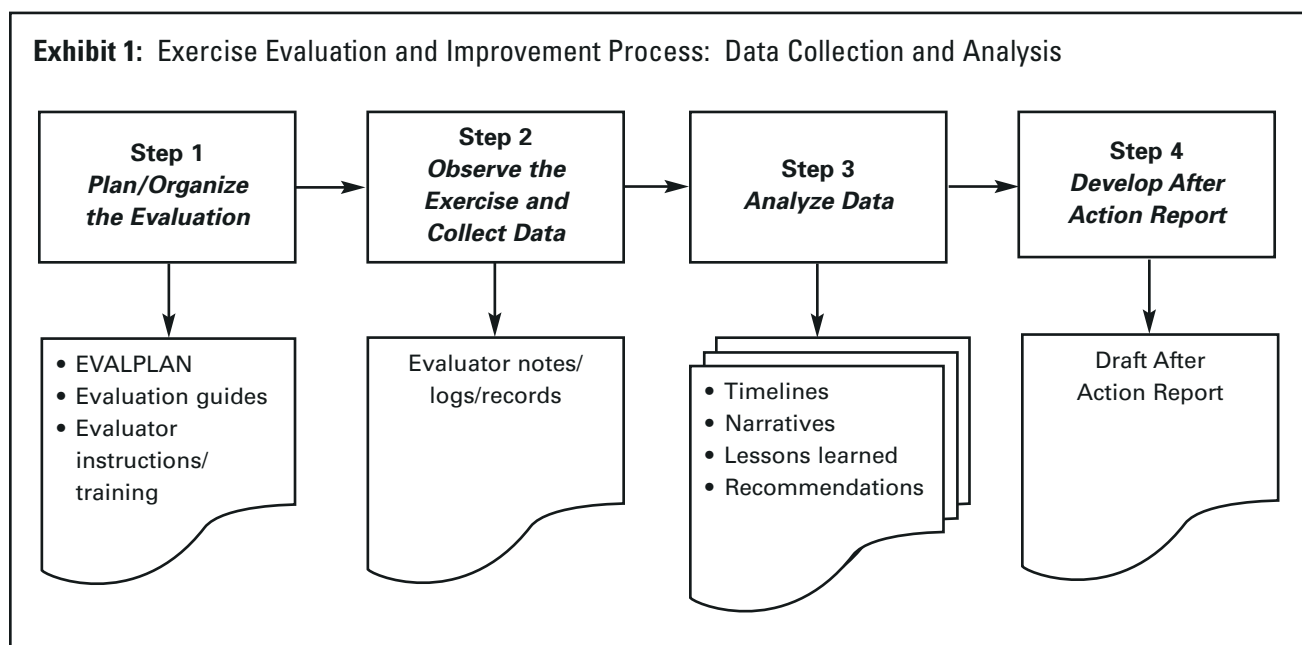 Exhibit 1: Exercise Evaluation and Improvement Process: Data Collection and Analysis
Step 1
Plan/Organize
the Evaluation
Step 2
Observe the
Exercise and
Collect Data
Step 3
Analyze Data
Step 4
Develop After
Action Report
• EVALPLAN
• Evaluation guides
• Evaluator
instructions/
training
Evaluator notes/
logs/records
• Timelines
• Narratives
• Lessons learned
• Recommendations
Draft After
Action Report